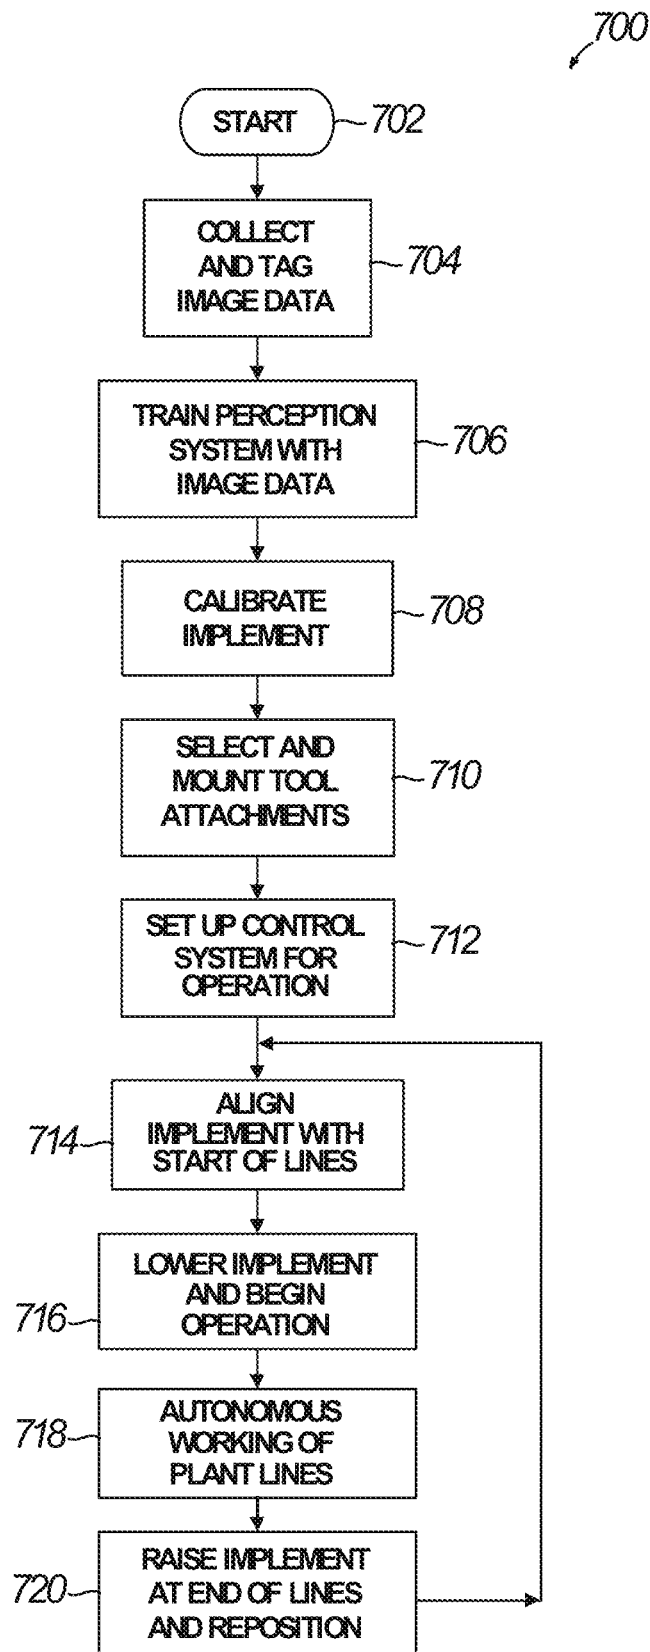 700
START
702
COLLECT
AND TAG
IMAGE DATA
704
TRAIN PERCEPTION
SYSTEM WITH
IMAGE DATA
706
CALIBRATE
IMPLEMENT
708
SELECT AND
MOUNT TOOL
ATTACHMENTS
710
SET UP CONTROL
SYSTEM FOR
OPERATION
712
ALIGN
IMPLEMENT WITH
START OF LINES
714
LOWER IMPLEMENT
AND BEGIN
OPERATION
716
AUTONOMOUS
WORKING OF
PLANT LINES
718
RAISE IMPLEMENT
AT END OF LINES
AND REPOSITION
720